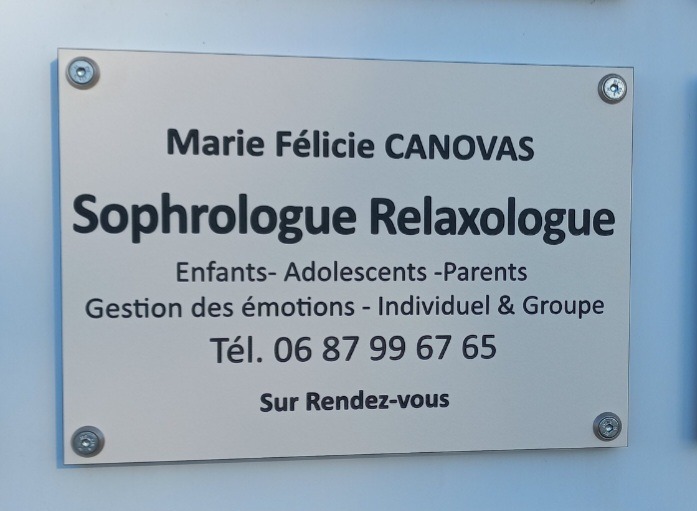 Marie Félicie CANOVAS
Sophrologue Relaxologue
Enfants- Adolescents -Parents
Gestion des émotions - Individuel & Groupe
Tél. 06 87 99 67 65
Sur Rendez-vous